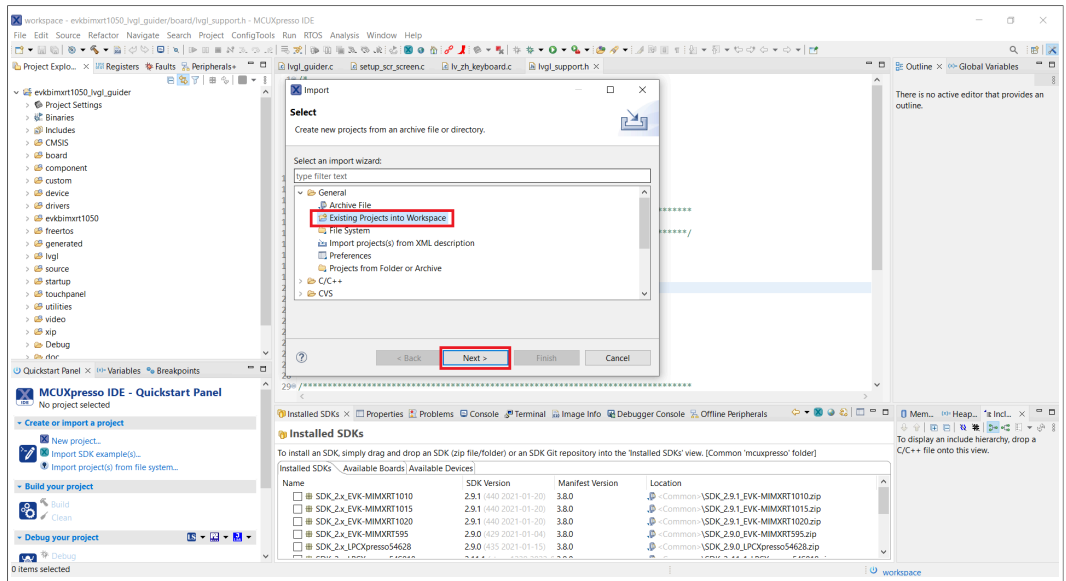 workspace - evkbimxrt1050_lvgl_guider/board/lvgl_support.h - MCUXpresso IDE
File Edit Source Refactor Navigate Search Project ConfigTools Run RTOS Analysis Window Help
Project Explo... Registers Faults Peripherals+
lvgl_guider.c setup_scr_screen.c lv_zh_keyboard.c lvgl_support.h
Outline Global Variables
There is no active editor that provides an
outline.
evkbimxrt1050_lvgl_guider
Project Settings
Binaries
Includes
CMSIS
board
component
custom
device
drivers
evkbimxrt1050
freertos
generated
lvgl
source
startup
touchpanel
utilities
video
xip
Debug
doc
Import
Select
Create new projects from an archive file or directory.
Select an import wizard:
type filter text
General
Archive File
Existing Projects into Workspace
File System
Import projects(s) from XML description
Preferences
Projects from Folder or Archive
C/C++
CVS
< Back Next > Finish Cancel
*******
******/
29 /*******************************************************************************
Quickstart Panel Variables Breakpoints
MCUXpresso IDE - Quickstart Panel
IDE No project selected
Create or import a project
New project...
Import SDK example(s)...
Import project(s) from file system...
Build your project
Build
Clean
Debug your project
Debug
Installed SDKs Properties Problems Console Terminal Image Info Debugger Console Offline Peripherals
Installed SDKs
To install an SDK, simply drag and drop an SDK (zip file/folder) or an SDK Git repository into the 'Installed SDKs' view. [Common 'mcuxpresso' folder]
Installed SDKs Available Boards Available Devices
Name SDK Version Manifest Version Location
SDK_2.x_EVK-MIMXRT1010 2.9.1 (440 2021-01-20) 3.8.0 <Common>\SDK_2.9.1_EVK-MIMXRT1010.zip
SDK_2.x_EVK-MIMXRT1015 2.9.1 (440 2021-01-20) 3.8.0 <Common>\SDK_2.9.1_EVK-MIMXRT1015.zip
SDK_2.x_EVK-MIMXRT1020 2.9.1 (440 2021-01-20) 3.8.0 <Common>\SDK_2.9.1_EVK-MIMXRT1020.zip
SDK_2.x_EVK-MIMXRT595 2.9.0 (429 2021-01-04) 3.8.0 <Common>\SDK_2.9.0_EVK-MIMXRT595.zip
SDK_2.x_LPCXpresso54628 2.9.0 (435 2021-01-15) 3.8.0 <Common>\SDK_2.9.0_LPCXpresso54628.zip
Mem... Heap... Incl...
To display an include hierarchy, drop a
C/C++ file onto this view.
0 items selected
workspace